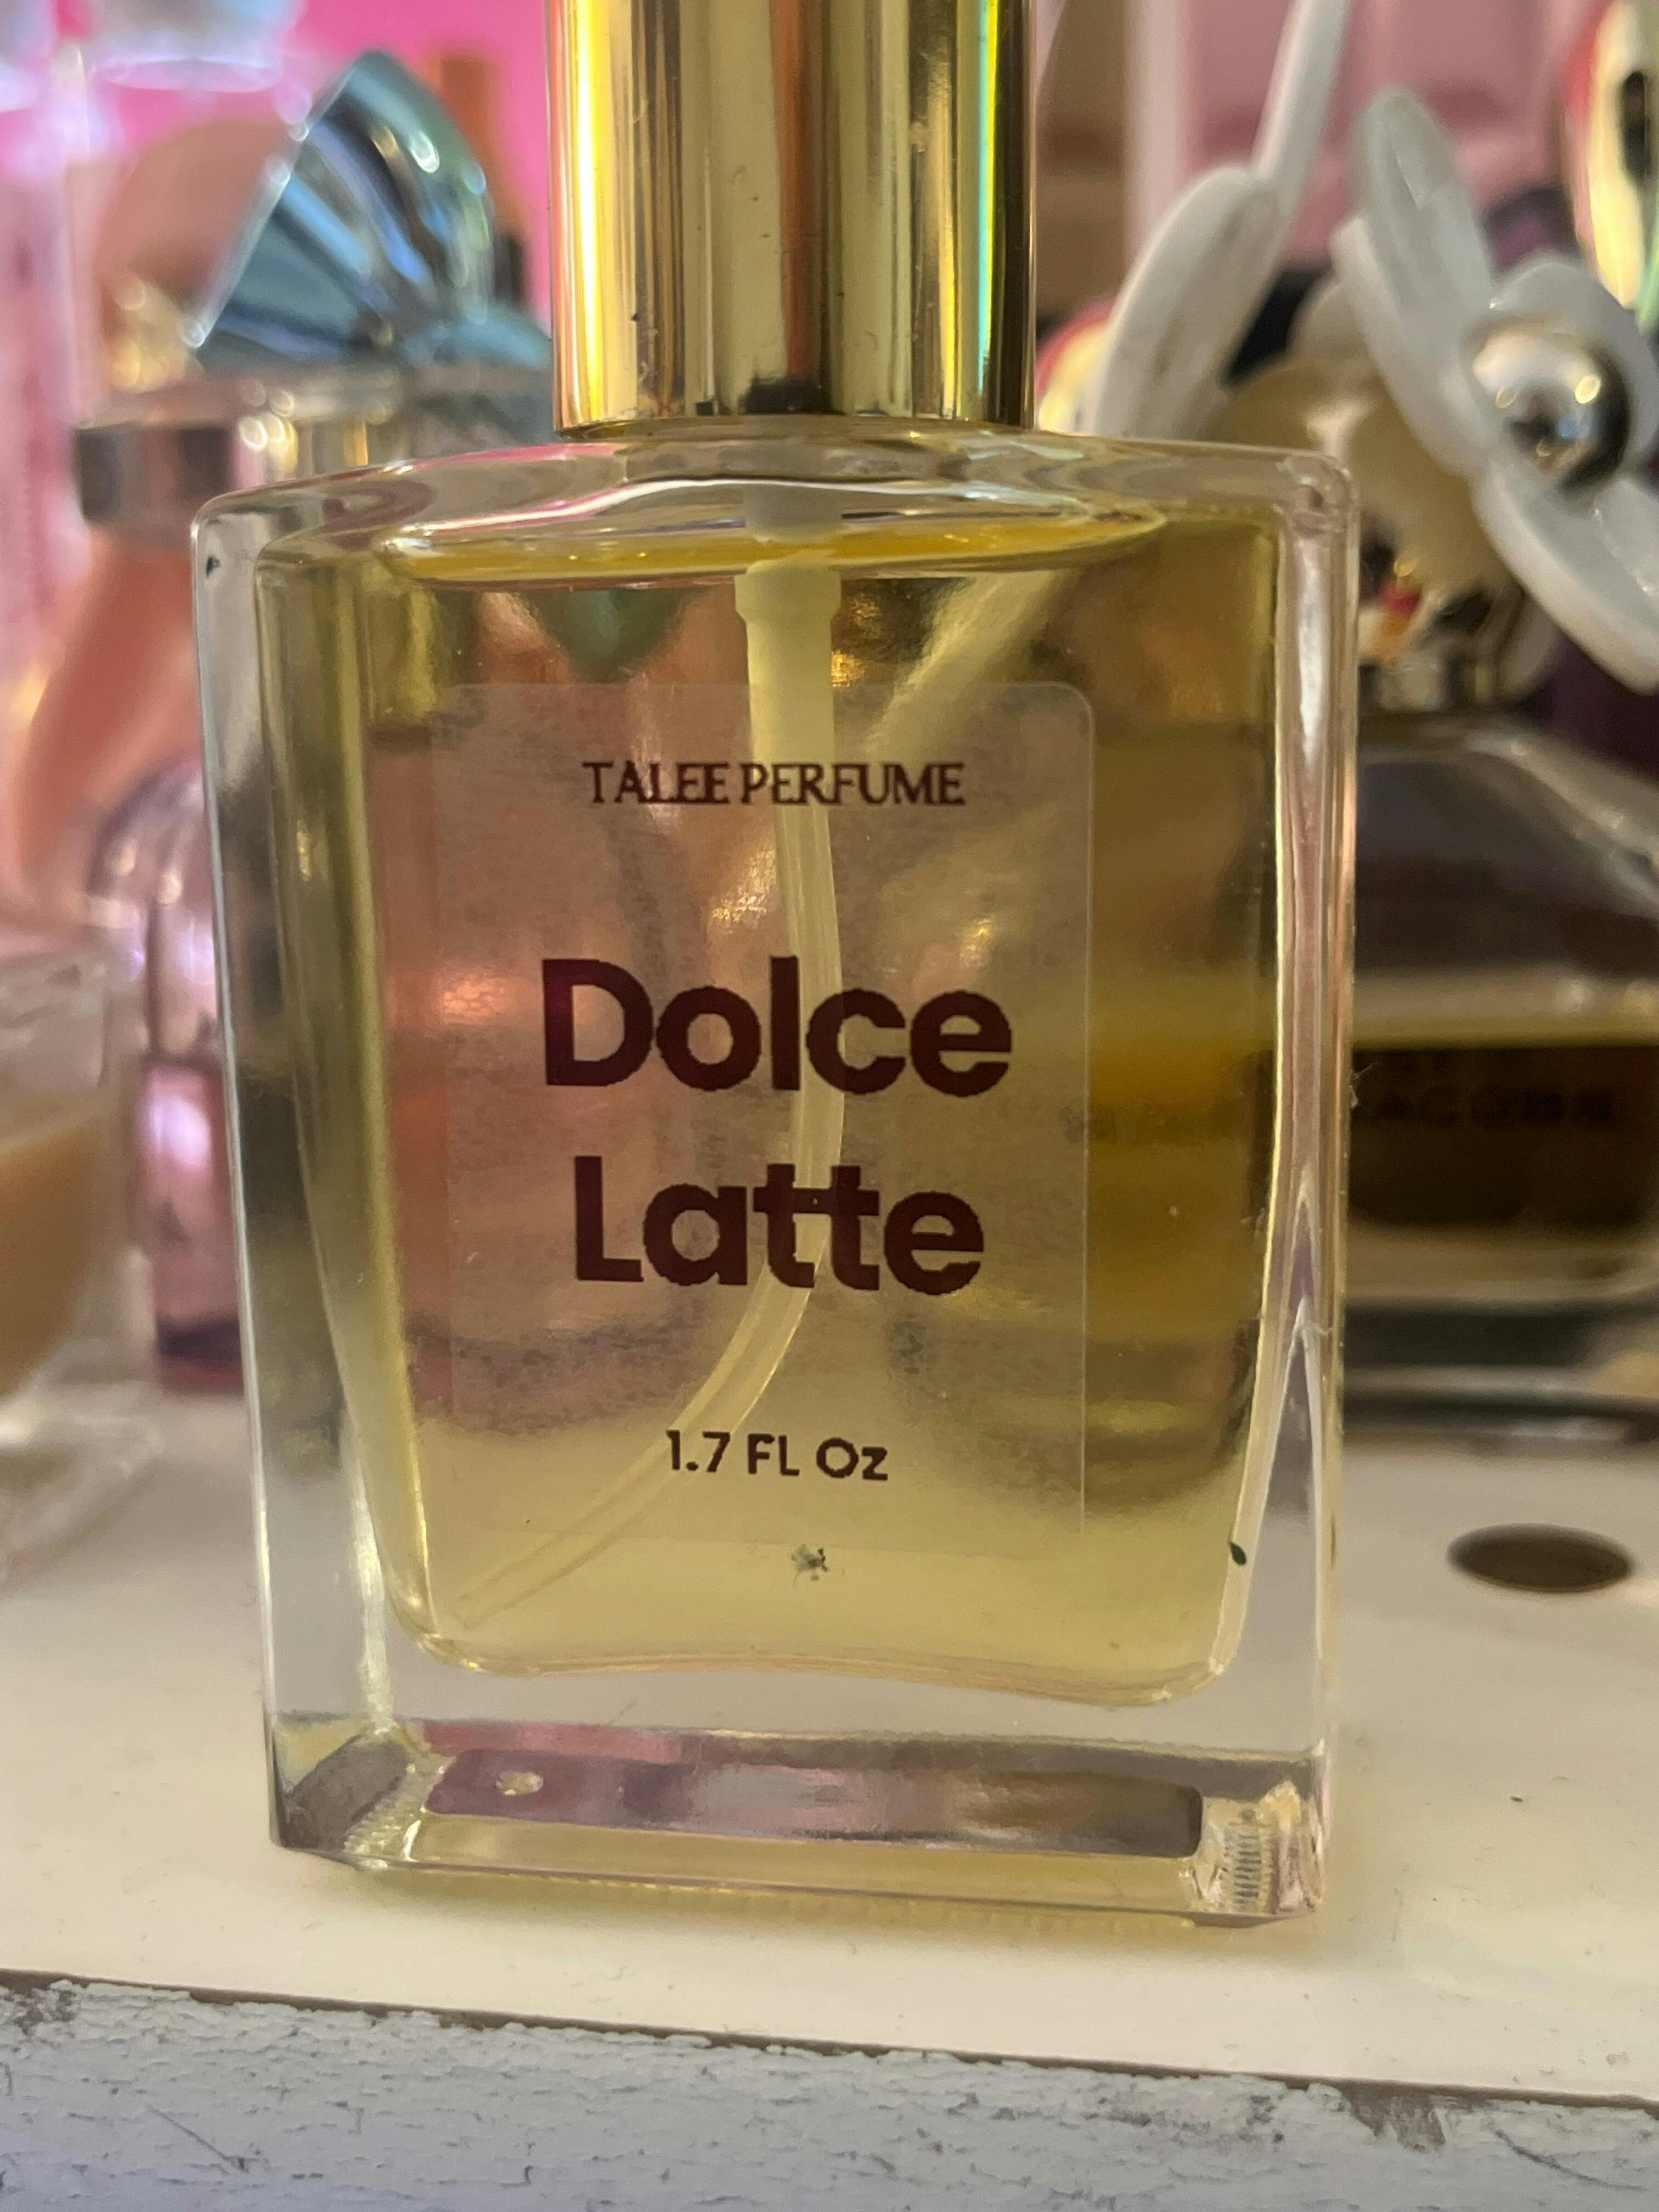 TALEE PERFUME
Dolce
Latte
1.7 FL Oz